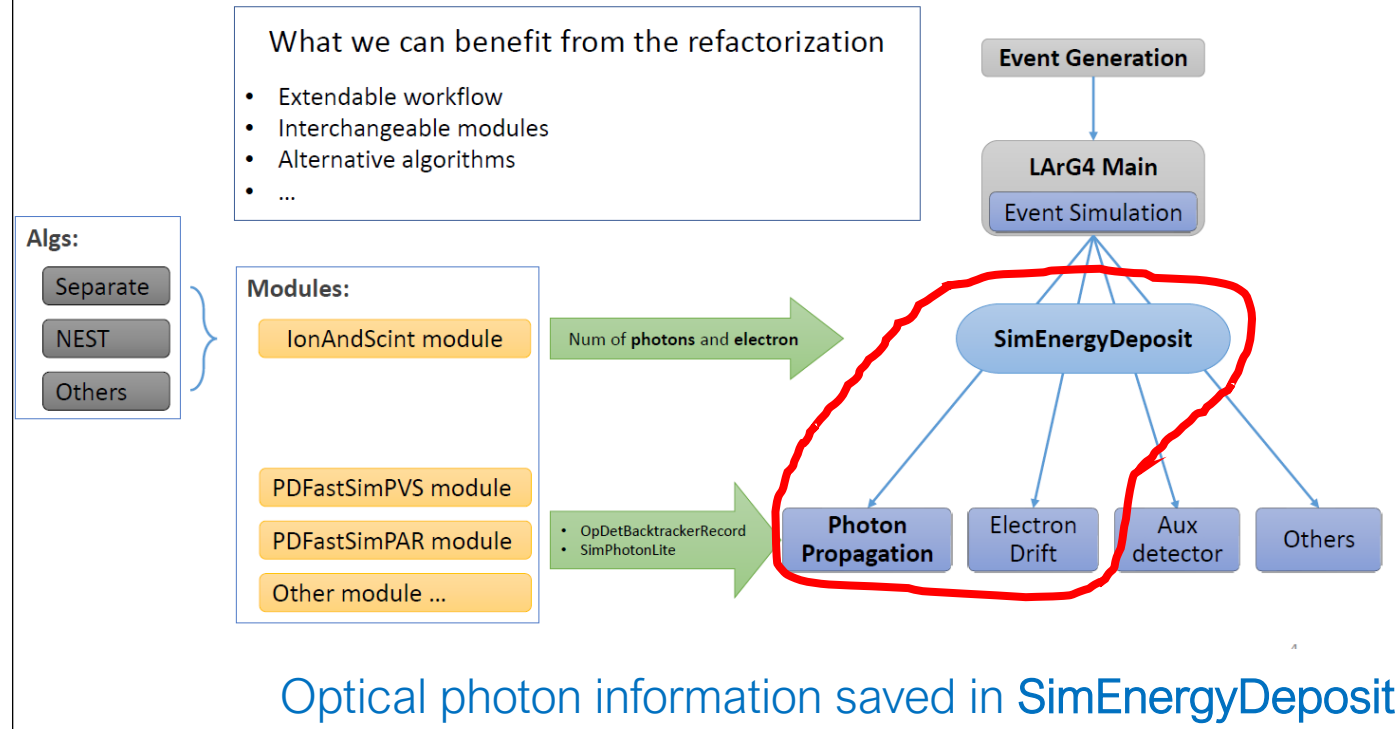 What we can benefit from the refactorization
• Extendable workflow
• Interchangeable modules
• Alternative algorithms
• ...
Event Generation
LArG4 Main
Event Simulation
Algs:
Separate
NEST
Others
Modules:
IonAndScint module
PDFastSimPVS module
PDFastSimPAR module
Other module ...
Num of photons and electron
• OpDetBacktrackerRecord
• SimPhotonLite
SimEnergyDeposit
Photon
Propagation
Electron
Drift
Aux
detector
Others
Optical photon information saved in SimEnergyDeposit